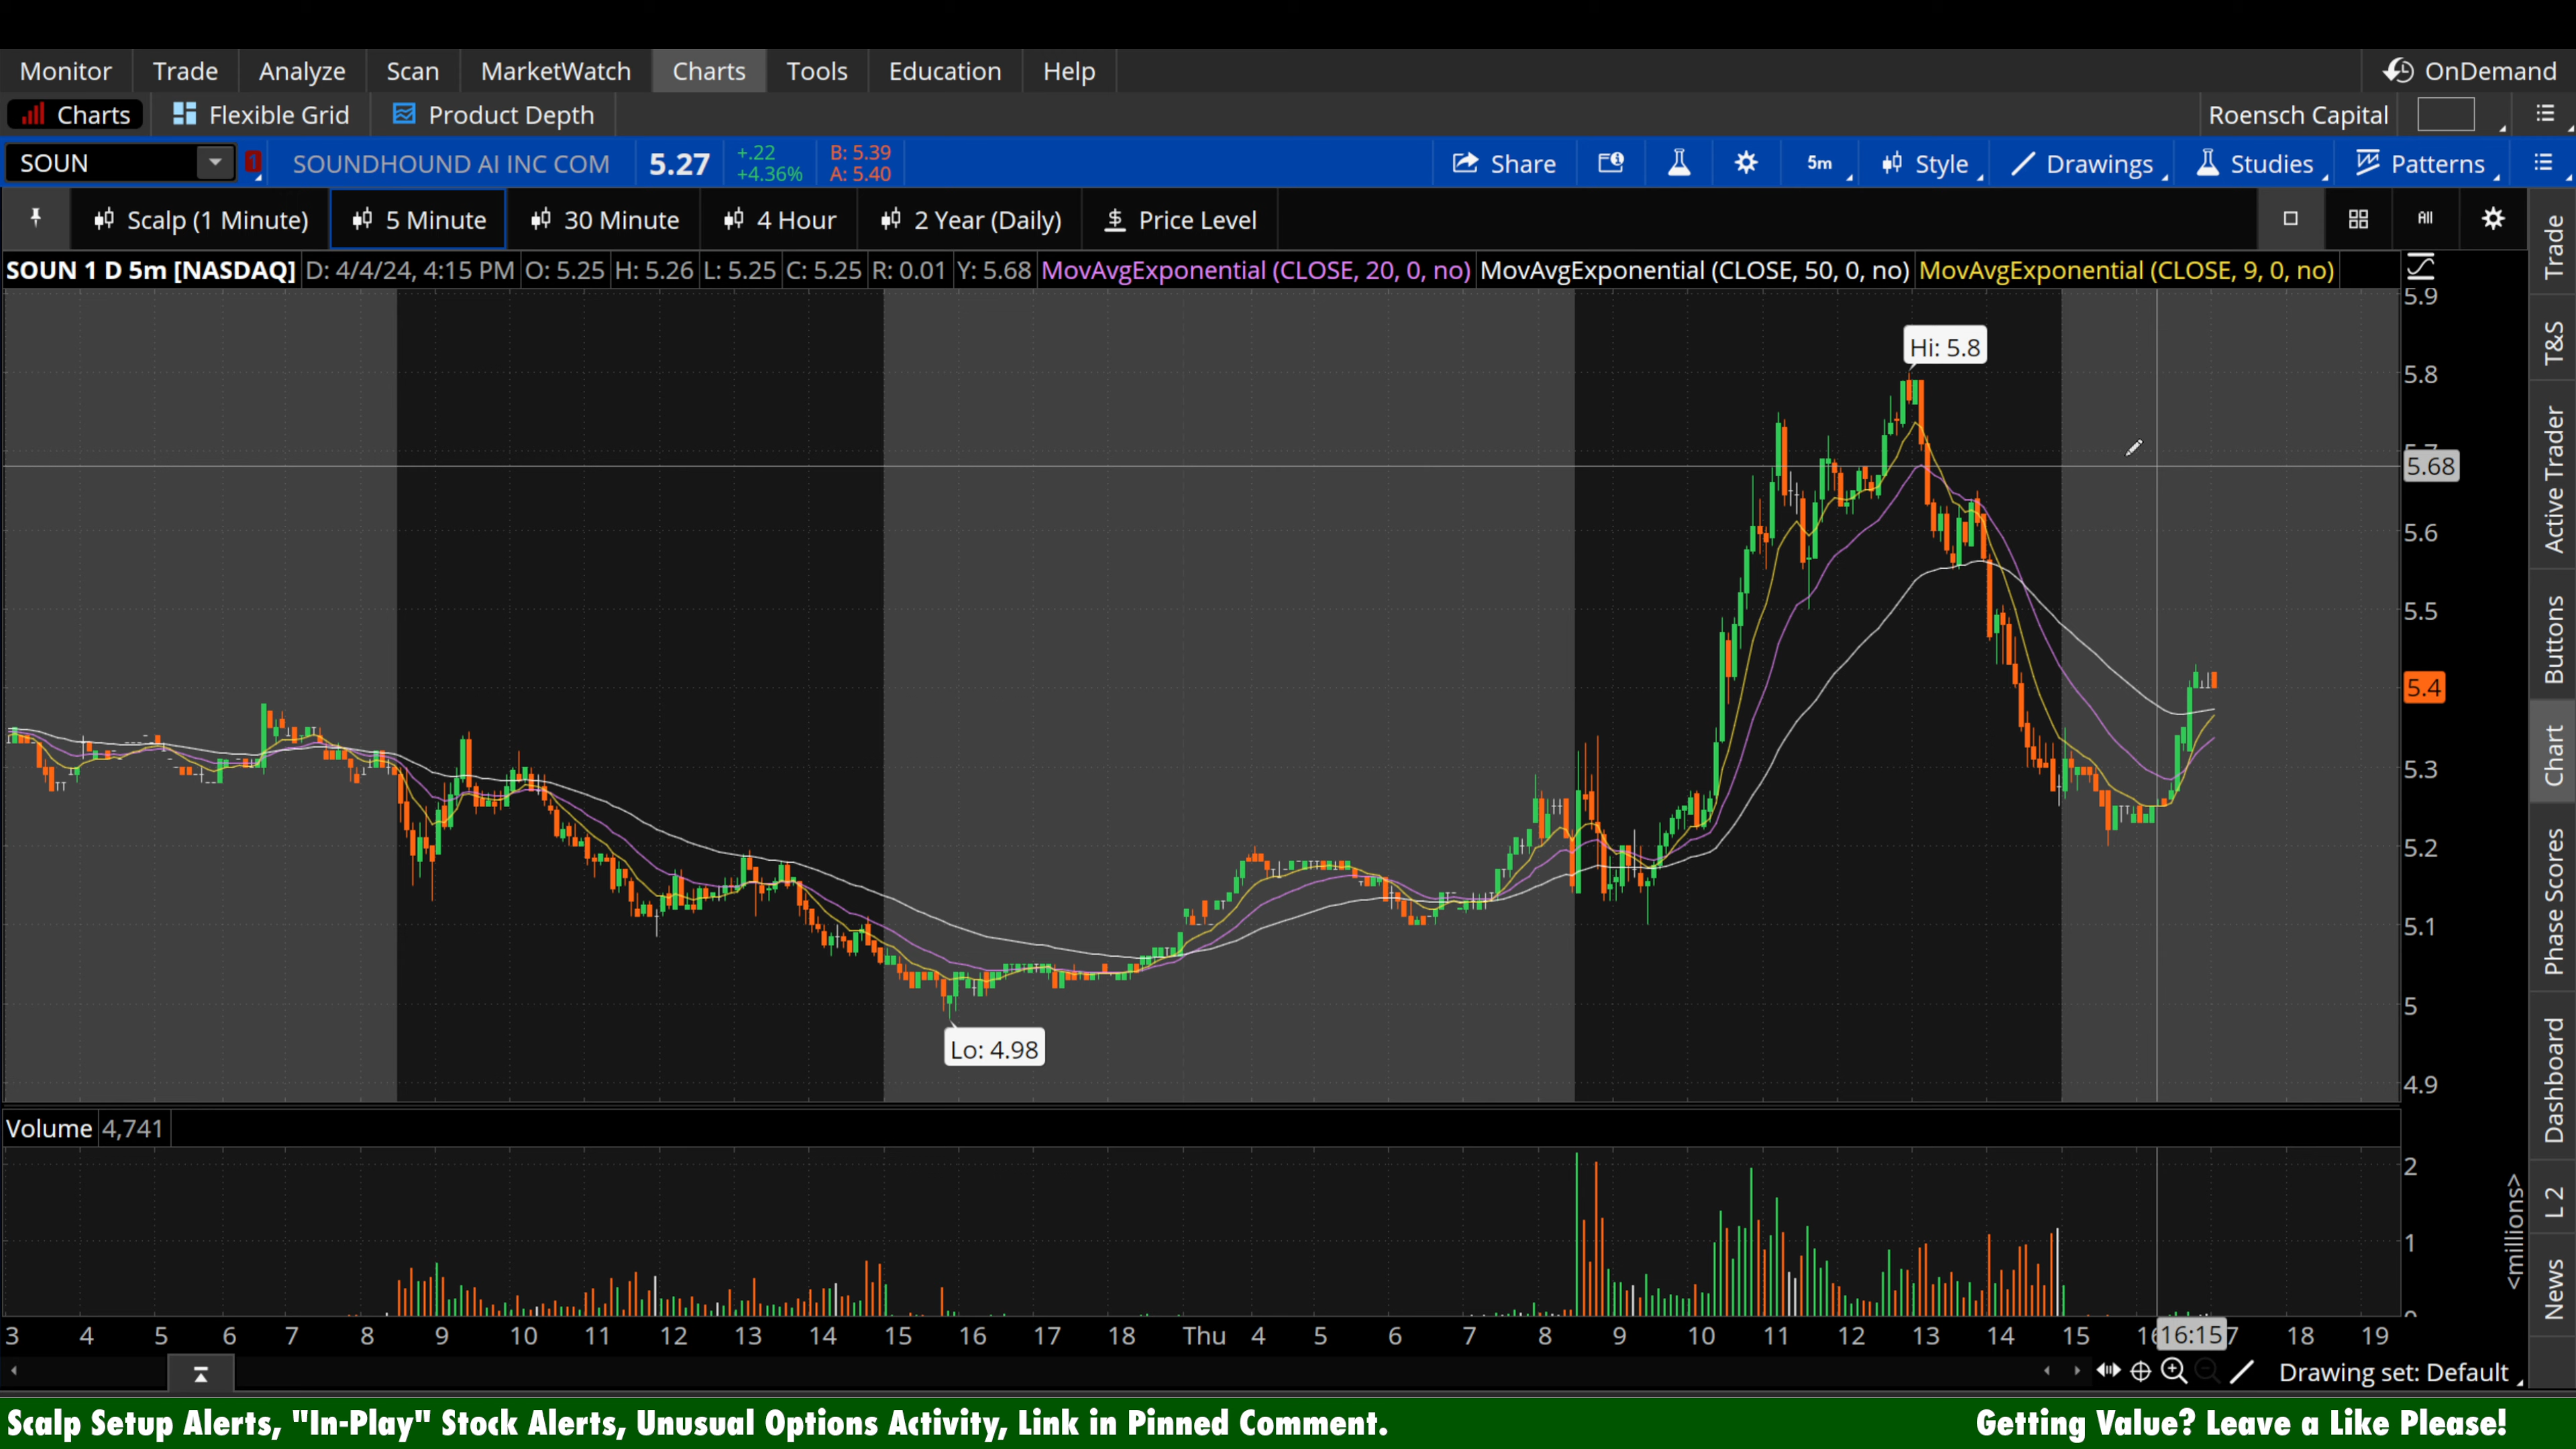 Monitor Trade Analyze Scan MarketWatch Charts Tools Education Help OnDemand
Charts Flexible Grid Product Depth Roensch Capital
SOUN 1 SOUNDHOUND AI INC COM 5.27 +.22 B: 5.39 Share 5m Style Drawings Studies Patterns
+4.36% A: 5.40
Scalp (1 Minute) 5 Minute 30 Minute 4 Hour 2 Year (Daily) $ Price Level All
SOUN 1 D 5m [NASDAQ] D: 4/4/24, 4:15 PM O: 5.25 H: 5.26 L: 5.25 C: 5.25 R: 0.01 Y: 5.68 MovAvgExponential (CLOSE, 20, 0, no) MovAvgExponential (CLOSE, 50, 0, no) MovAvgExponential (CLOSE, 9, 0, no)
5.9
Hi: 5.8
5.8
5.7
5.68
5.6
5.5
5.4
5.3
5.2
5.1
5
Lo: 4.98
4.9
Volume 4,741
2
1
0
<millions>
3 4 5 6 7 8 9 10 11 12 13 14 15 16 17 18 Thu 4 5 6 7 8 9 10 11 12 13 14 15 16:15 18 19
Drawing set: Default
Trade
T&S
Active Trader
Buttons
Chart
Phase Scores
Dashboard
L 2
News
Scalp Setup Alerts, "In-Play" Stock Alerts, Unusual Options Activity, Link in Pinned Comment. Getting Value? Leave a Like Please!